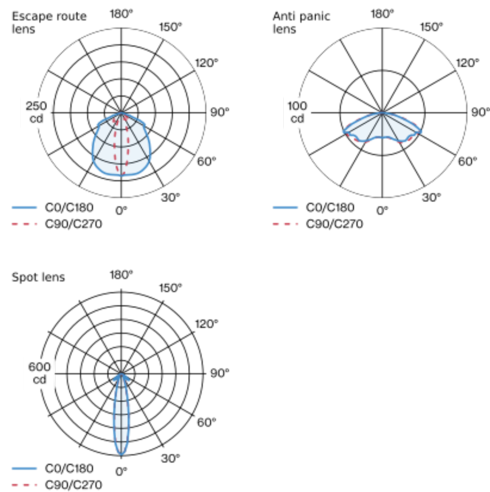 Escape route
lens
180°
150°
120°
90°
60°
30°
0°
250
cd
C0/C180
C90/C270
Anti panic
lens
180°
150°
120°
90°
60°
30°
0°
100
cd
C0/C180
C90/C270
Spot lens
180°
150°
120°
90°
60°
30°
0°
600
cd
C0/C180
C90/C270